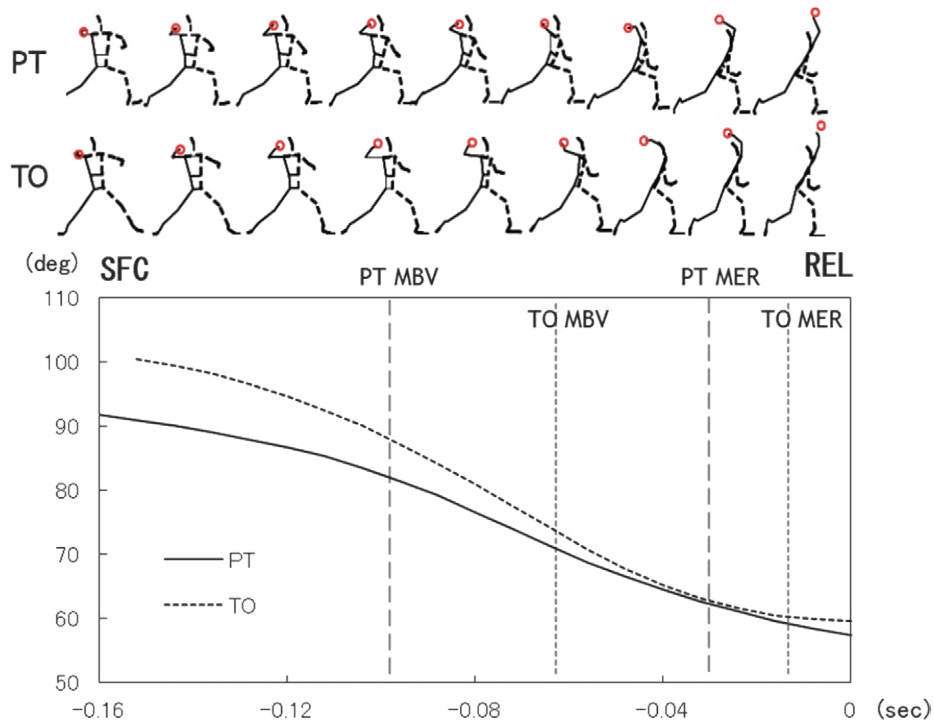 PT
TO
(deg) SFC PT MBV PT MER REL
110 TO MBV TO MER
100
90
80
70
PT
60
TO
50
-0.16 -0.12 -0.08 -0.04 0 (sec)